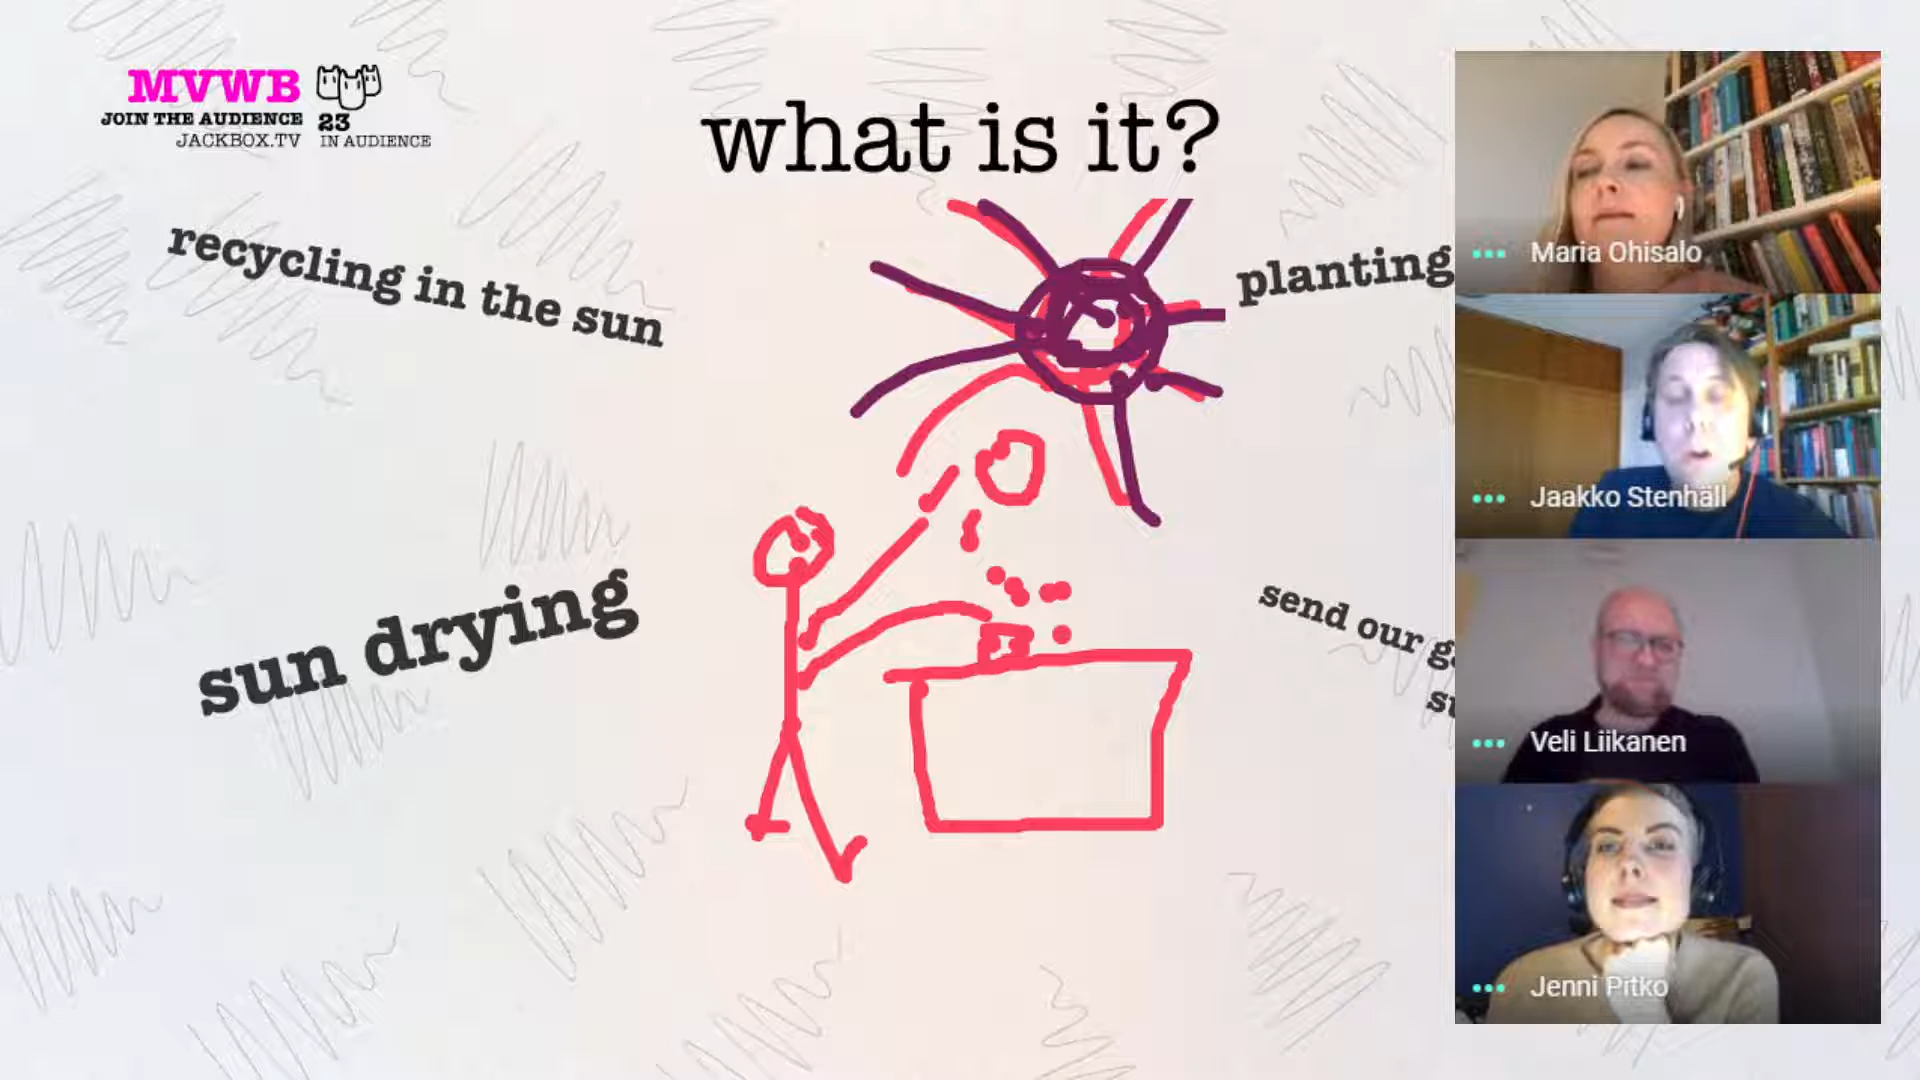 MVWB
JOIN THE AUDIENCE
JACKBOX.TV
23
IN AUDIENCE
what is it?
recycling in the sun
planting
sun drying
send our
Maria Ohisalo
Jaakko Stenhäll
Veli Liikanen
Jenni Pitko